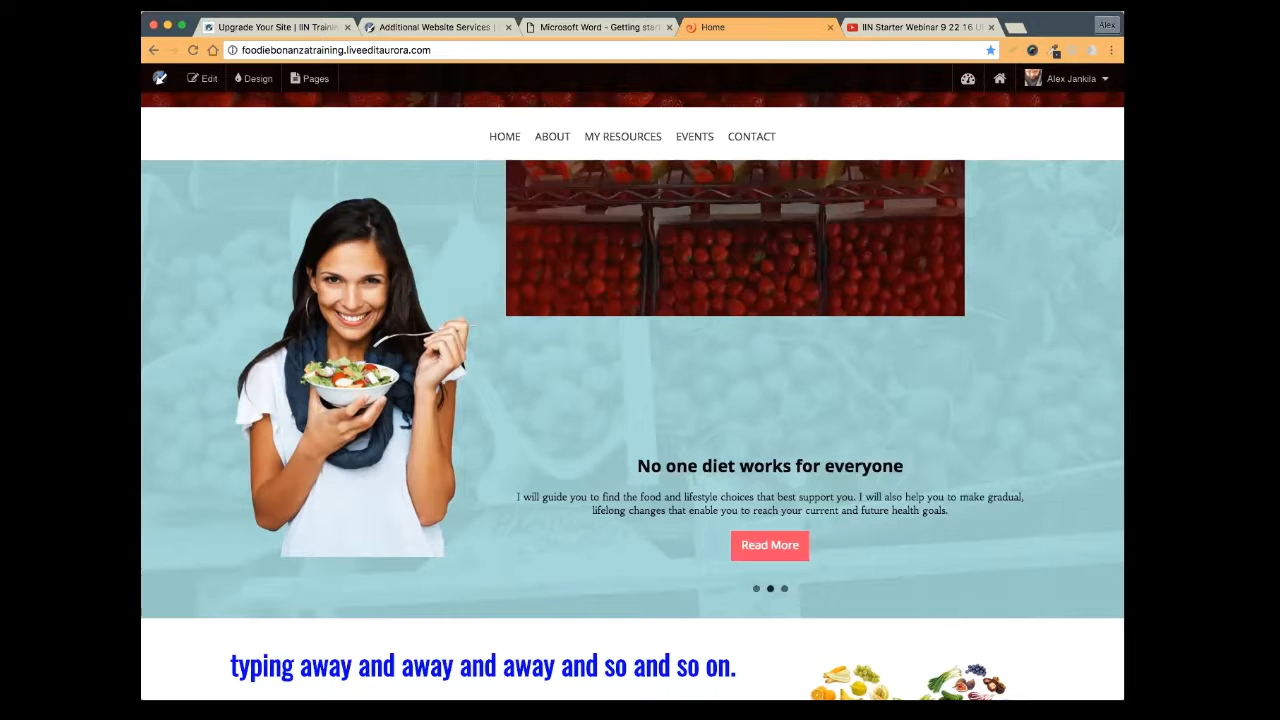 Upgrade Your Site | IIN Trainin
Additional Website Services |
Microsoft Word - Getting start
Home
IIN Starter Webinar 9 22 16 U
Alex
foodiebonanzatraining.liveeditaurora.com
Edit
Design
Pages
Alex Jankila
HOME ABOUT MY RESOURCES EVENTS CONTACT
No one diet works for everyone
I will guide you to find the food and lifestyle choices that best support you. I will also help you to make gradual,
lifelong changes that enable you to reach your current and future health goals.
Read More
typing away and away and away and so and so on.